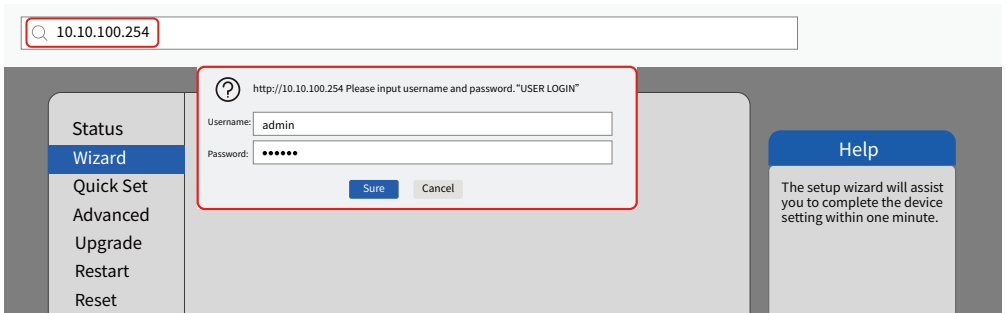 10.10.100.254
http://10.10.100.254 Please input username and password."USER LOGIN"
Username: admin
Password: ••••••
Sure Cancel
Status
Wizard
Quick Set
Advanced
Upgrade
Restart
Reset
Help
The setup wizard will assist
you to complete the device
setting within one minute.